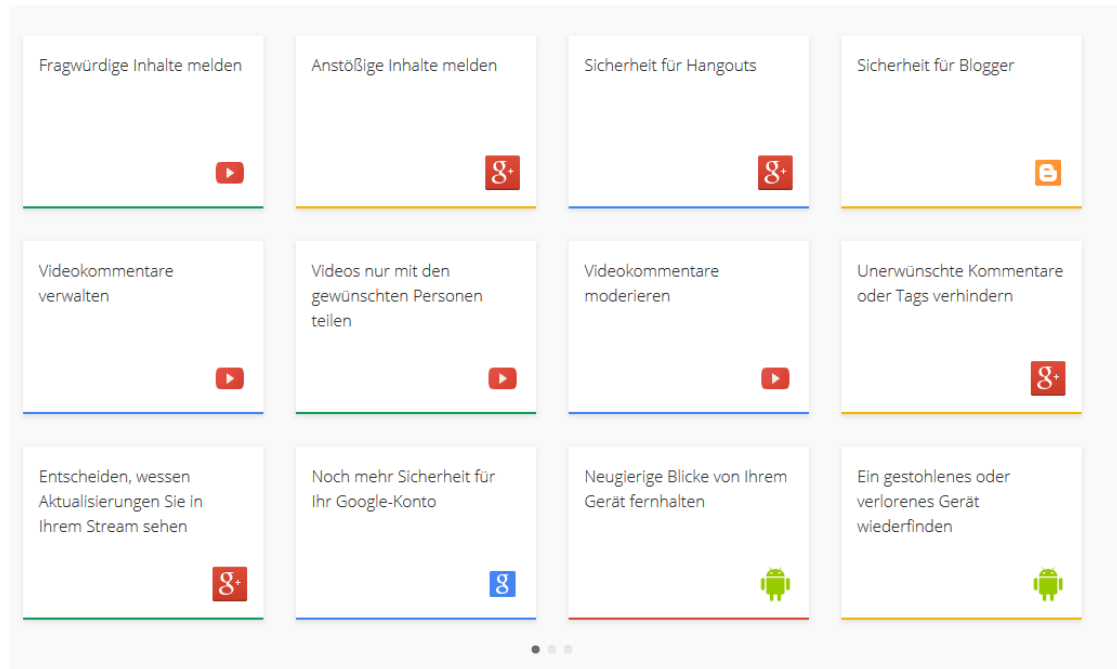 Fragwürdige Inhalte melden
Anstößige Inhalte melden
g+
Sicherheit für Hangouts
g+
Sicherheit für Blogger
Videokommentare
verwalten
Videos nur mit den
gewünschten Personen
teilen
Videokommentare
moderieren
Unerwünschte Kommentare
oder Tags verhindern
g+
Entscheiden, wessen
Aktualisierungen Sie in
Ihrem Stream sehen
g+
Noch mehr Sicherheit für
Ihr Google-Konto
g
Neugierige Blicke von Ihrem
Gerät fernhalten
Ein gestohlenes oder
verlorenes Gerät
wiederfinden